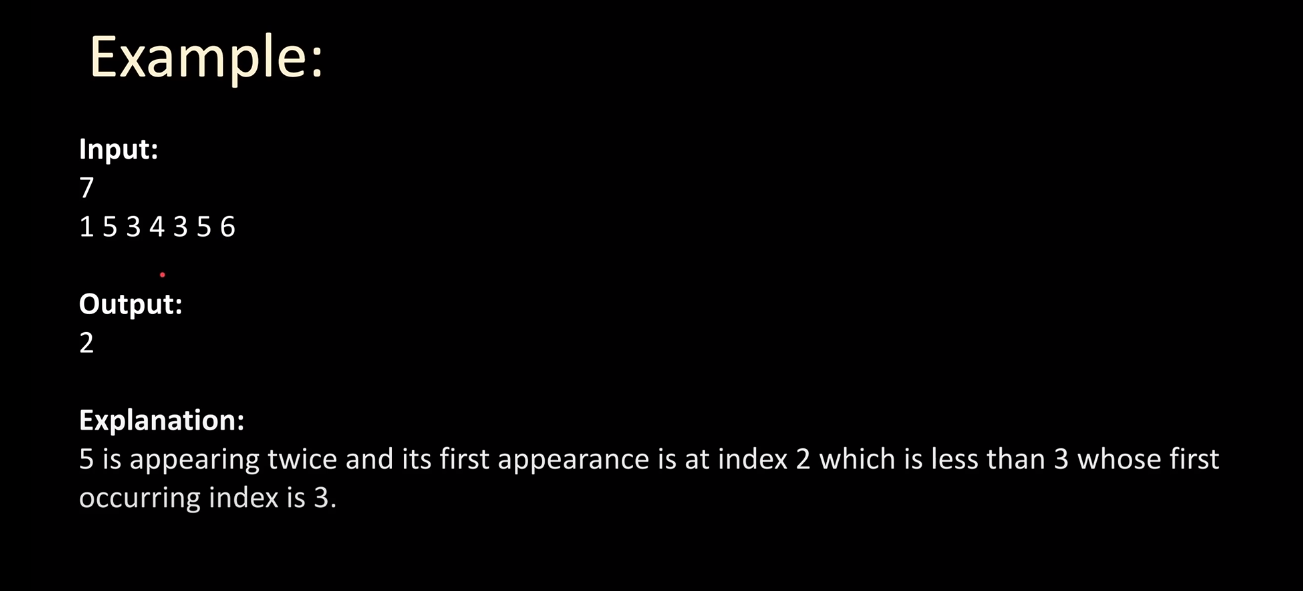 Example:
Input:
7
1 5 3 4 3 5 6
Output:
2
Explanation:
5 is appearing twice and its first appearance is at index 2 which is less than 3 whose first
occurring index is 3.